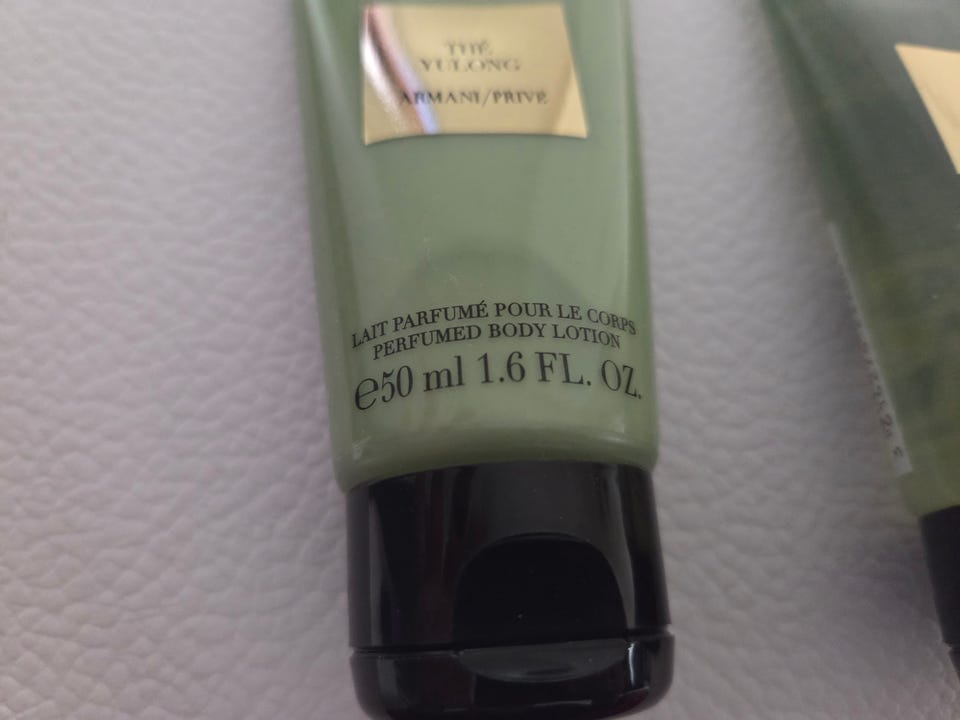 THÉ
YULONG
ARMANI/PRIVÉ
LAIT PARFUMÉ POUR LE CORPS
PERFUMED BODY LOTION
℮50 ml 1.6 FL. OZ.